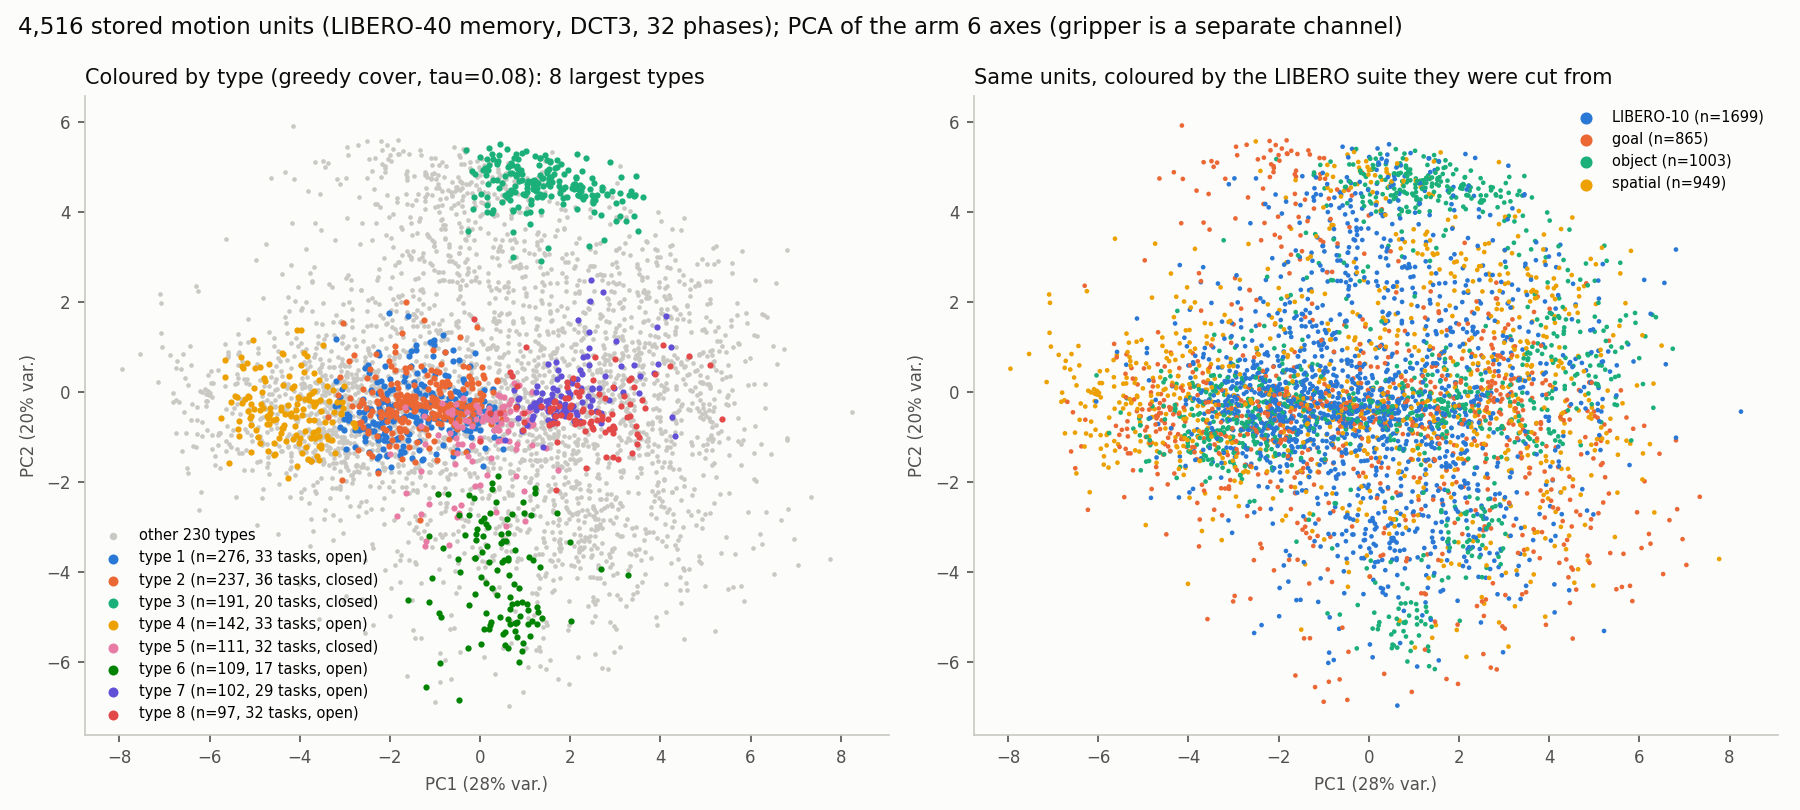 4,516 stored motion units (LIBERO-40 memory, DCT3, 32 phases); PCA of the arm 6 axes (gripper is a separate channel)
Coloured by type (greedy cover, tau=0.08): 8 largest types
6
4
2
0
−2
−4
−6
PC2 (20% var.)
other 230 types
type 1 (n=276, 33 tasks, open)
type 2 (n=237, 36 tasks, closed)
type 3 (n=191, 20 tasks, closed)
type 4 (n=142, 33 tasks, open)
type 5 (n=111, 32 tasks, closed)
type 6 (n=109, 17 tasks, open)
type 7 (n=102, 29 tasks, open)
type 8 (n=97, 32 tasks, open)
−8 −6 −4 −2 0 2 4 6 8
PC1 (28% var.)
Same units, coloured by the LIBERO suite they were cut from
LIBERO-10 (n=1699)
goal (n=865)
object (n=1003)
spatial (n=949)
6
4
2
0
−2
−4
−6
PC2 (20% var.)
−8 −6 −4 −2 0 2 4 6 8
PC1 (28% var.)